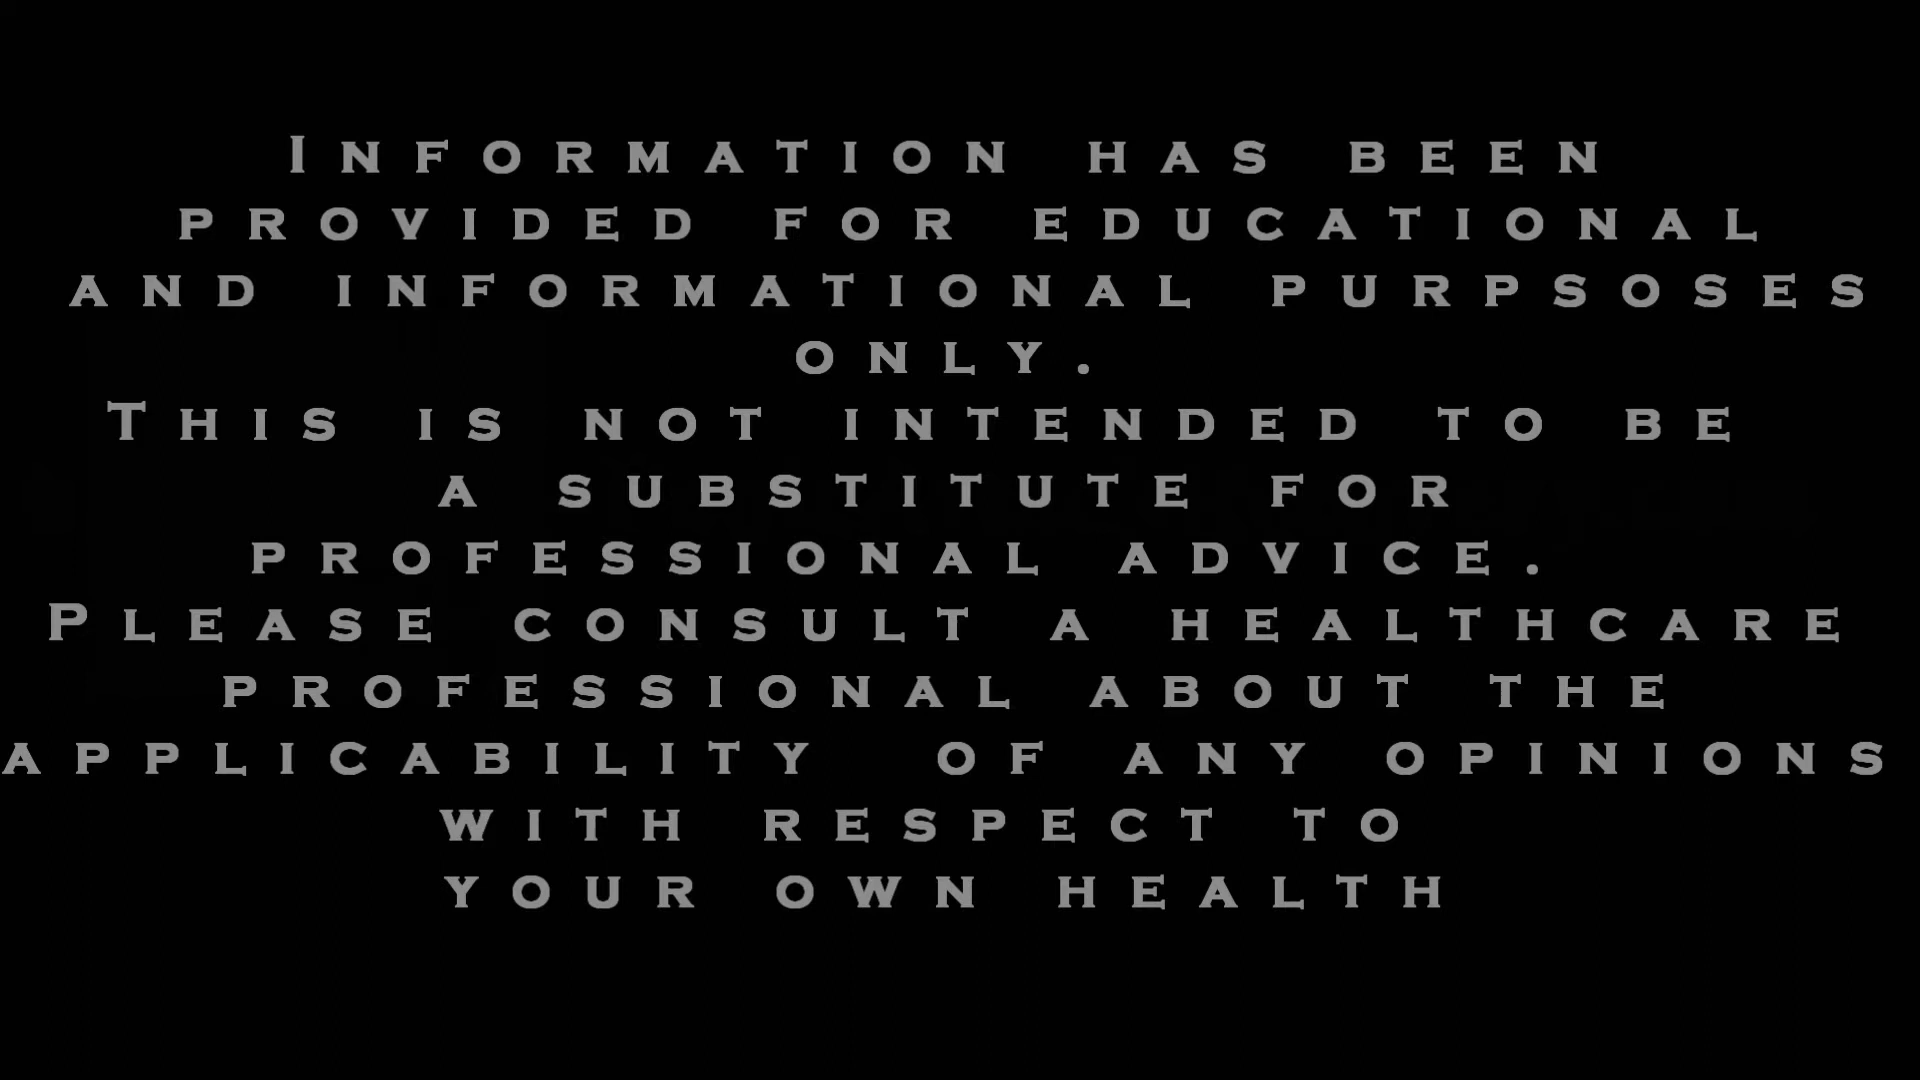 Information has been
provided for educational
and informational purpsoses
only.
This is not intended to be
a substitute for
professional advice.
Please consult a healthcare
professional about the
applicability of any opinions
with respect to
your own health